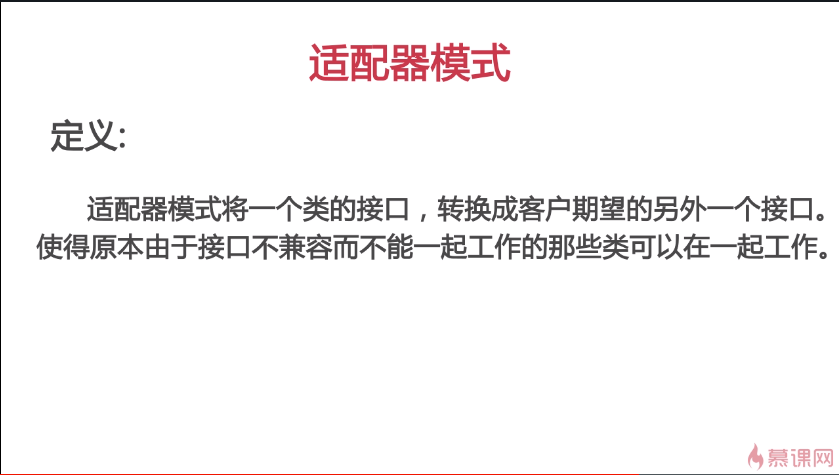 适配器模式
定义:
适配器模式将一个类的接口，转换成客户期望的另外一个接口。
使得原本由于接口不兼容而不能一起工作的那些类可以在一起工作。
慕课网